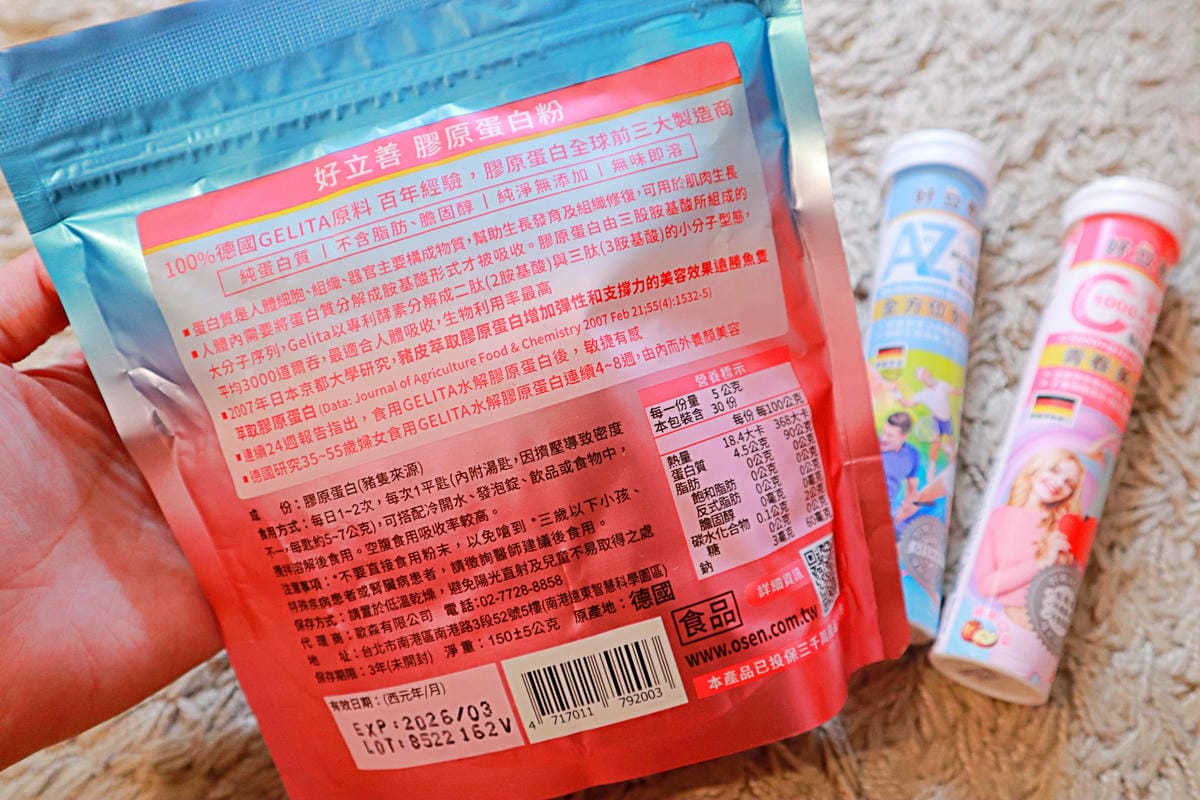 好立善 膠原蛋白粉
100%德國GELITA原料 百年經驗，膠原蛋白全球前三大製造商
純蛋白質｜不含脂肪、膽固醇｜純淨無添加｜無味即溶
▪蛋白質是人體細胞、組織、器官主要構成物質，幫助生長發育及組織修復，可用於肌肉生長
▪人體內需要將蛋白質分解成胺基酸形式才被吸收。膠原蛋白由三股胺基酸所組成的
大分子序列，Gelita以專利酵素分解成二肽(2胺基酸)與三肽(3胺基酸)的小分子型態，
平均3000道爾吞，最適合人體吸收，生物利用率最高
▪2007年日本京都大學研究，豬皮萃取膠原蛋白增加彈性和支撐力的美容效果遠勝魚隻
萃取膠原蛋白(Data: Journal of Agriculture Food & Chemistry 2007 Feb 21;55(4):1532-5)
▪連續24週報告指出，食用GELITA水解膠原蛋白後，敏捷有感
▪德國研究35~55歲婦女食用GELITA水解膠原蛋白連續4~8週，由內而外養顏美容
成 份：膠原蛋白(豬隻來源)
食用方式：每日1~2次，每次1平匙(內附湯匙，因擠壓導致密度
不一，每匙約5~7公克)，可搭配冷開水、發泡錠、飲品或食物中，
攪拌溶解後食用。空腹食用吸收率較高。
注意事項：不要直接食用粉末，以免嗆到。三歲以下小孩、
特殊疾病患者或腎臟病患者，請徵詢醫師建議後食用。
保存方式：請置於低溫乾燥，避免陽光直射及兒童不易取得之處
代 理 商：歐森有限公司 電話:02-7728-8858
地 址：台北市南港區南港路3段52號5樓(南港遠東智慧科學園區)
保存期限：3年(未開封) 淨重：150±5公克 原產地：德國
有效日期：(西元年/月)
EXP:2026/03
LOT:8522162V
4 717011 792003
營養標示
每一份量 5公克
本包裝含 30份
每份 每100公克
熱量 18.4大卡 368大卡
蛋白質 4.5公克 90公克
脂肪 0公克 0公克
飽和脂肪 0公克 0公克
反式脂肪 0公克 0公克
膽固醇 0毫克 0毫克
碳水化合物 0.1公克 2公克
糖 0公克 0公克
鈉 3毫克 60毫克
詳細資訊
食品
www.osen.com.tw
本產品已投保三千萬
好立善
A-Z
全方位
好立善
C
1000
青春